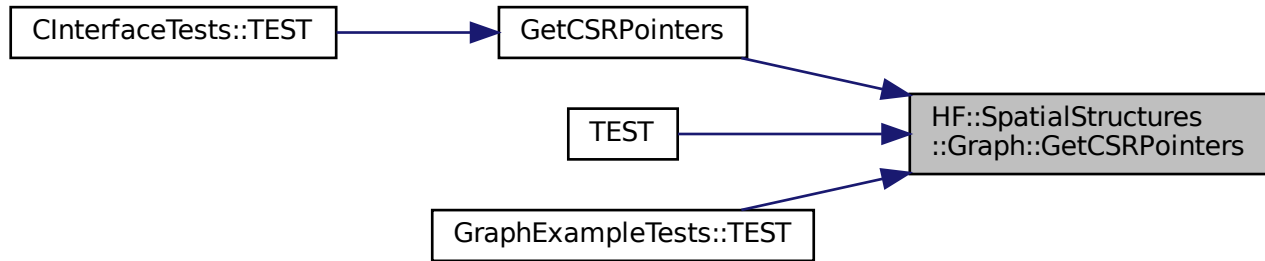 CInterfaceTests::TEST
GetCSRPointers
TEST
GraphExampleTests::TEST
HF::SpatialStructures
::Graph::GetCSRPointers